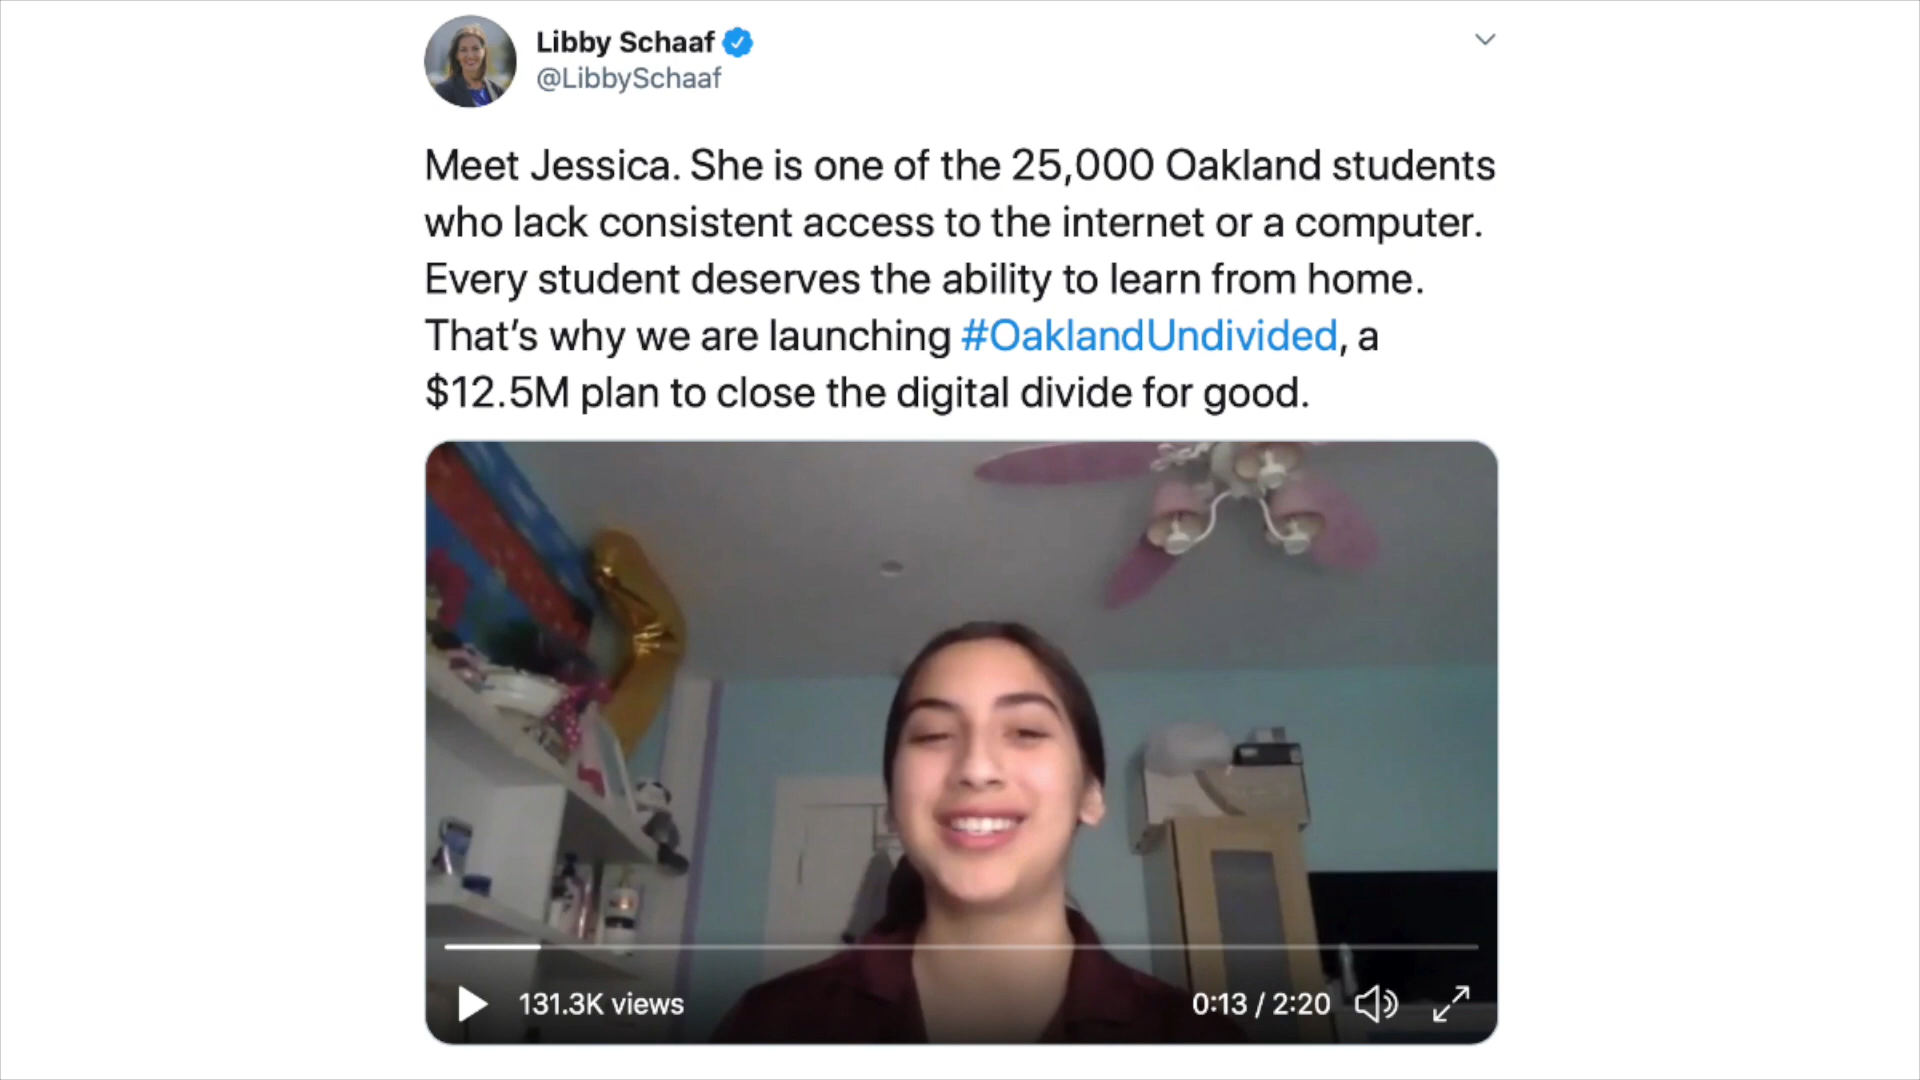 Libby Schaaf
@LibbySchaaf
Meet Jessica. She is one of the 25,000 Oakland students
who lack consistent access to the internet or a computer.
Every student deserves the ability to learn from home.
That’s why we are launching #OaklandUndivided, a
$12.5M plan to close the digital divide for good.
131.3K views
0:13 / 2:20